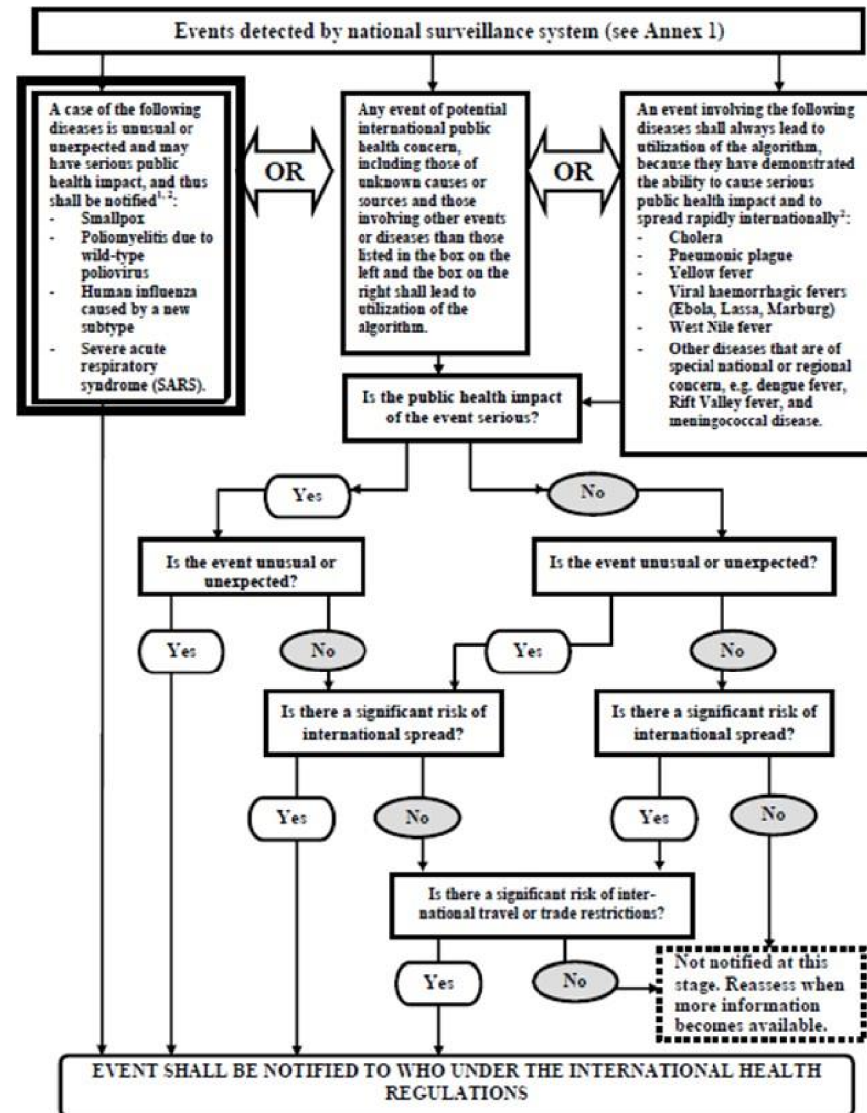 Events detected by national surveillance system (see Annex 1)
A case of the following
diseases is unusual or
unexpected and may
have serious public
health impact, and thus
shall be notified¹, ²:
- Smallpox
- Poliomyelitis due to
wild-type
poliovirus
- Human influenza
caused by a new
subtype
- Severe acute
respiratory
syndrome (SARS).
OR
Any event of potential
international public
health concern,
including those of
unknown causes or
sources and those
involving other events
or diseases than those
listed in the box on the
left and the box on the
right shall lead to
utilization of the
algorithm.
OR
An event involving the following
diseases shall always lead to
utilization of the algorithm,
because they have demonstrated
the ability to cause serious
public health impact and to
spread rapidly internationally²:
- Cholera
- Pneumonic plague
- Yellow fever
- Viral haemorrhagic fevers
(Ebola, Lassa, Marburg)
- West Nile fever
- Other diseases that are of
special national or regional
concern, e.g. dengue fever,
Rift Valley fever, and
meningococcal disease.
Is the public health impact
of the event serious?
Yes
No
Is the event unusual or
unexpected?
Is the event unusual or unexpected?
Yes
No
Yes
No
Is there a significant risk of
international spread?
Is there a significant risk of
international spread?
Yes
No
Yes
No
Is there a significant risk of inter-
national travel or trade restrictions?
Yes
No
Not notified at this
stage. Reassess when
more information
becomes available.
EVENT SHALL BE NOTIFIED TO WHO UNDER THE INTERNATIONAL HEALTH
REGULATIONS